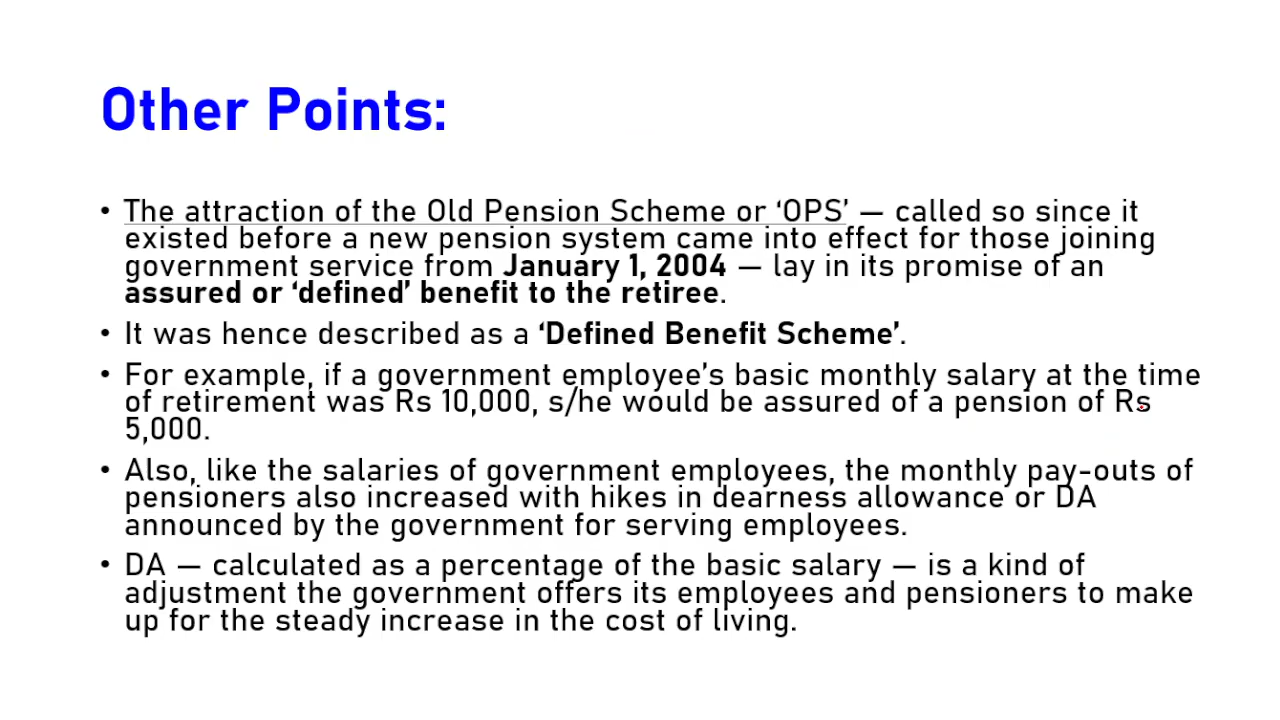 Other Points:
• The attraction of the Old Pension Scheme or ‘OPS’ — called so since it
existed before a new pension system came into effect for those joining
government service from January 1, 2004 — lay in its promise of an
assured or ‘defined’ benefit to the retiree.
• It was hence described as a ‘Defined Benefit Scheme’.
• For example, if a government employee’s basic monthly salary at the time
of retirement was Rs 10,000, s/he would be assured of a pension of Rs
5,000.
• Also, like the salaries of government employees, the monthly pay-outs of
pensioners also increased with hikes in dearness allowance or DA
announced by the government for serving employees.
• DA — calculated as a percentage of the basic salary — is a kind of
adjustment the government offers its employees and pensioners to make
up for the steady increase in the cost of living.